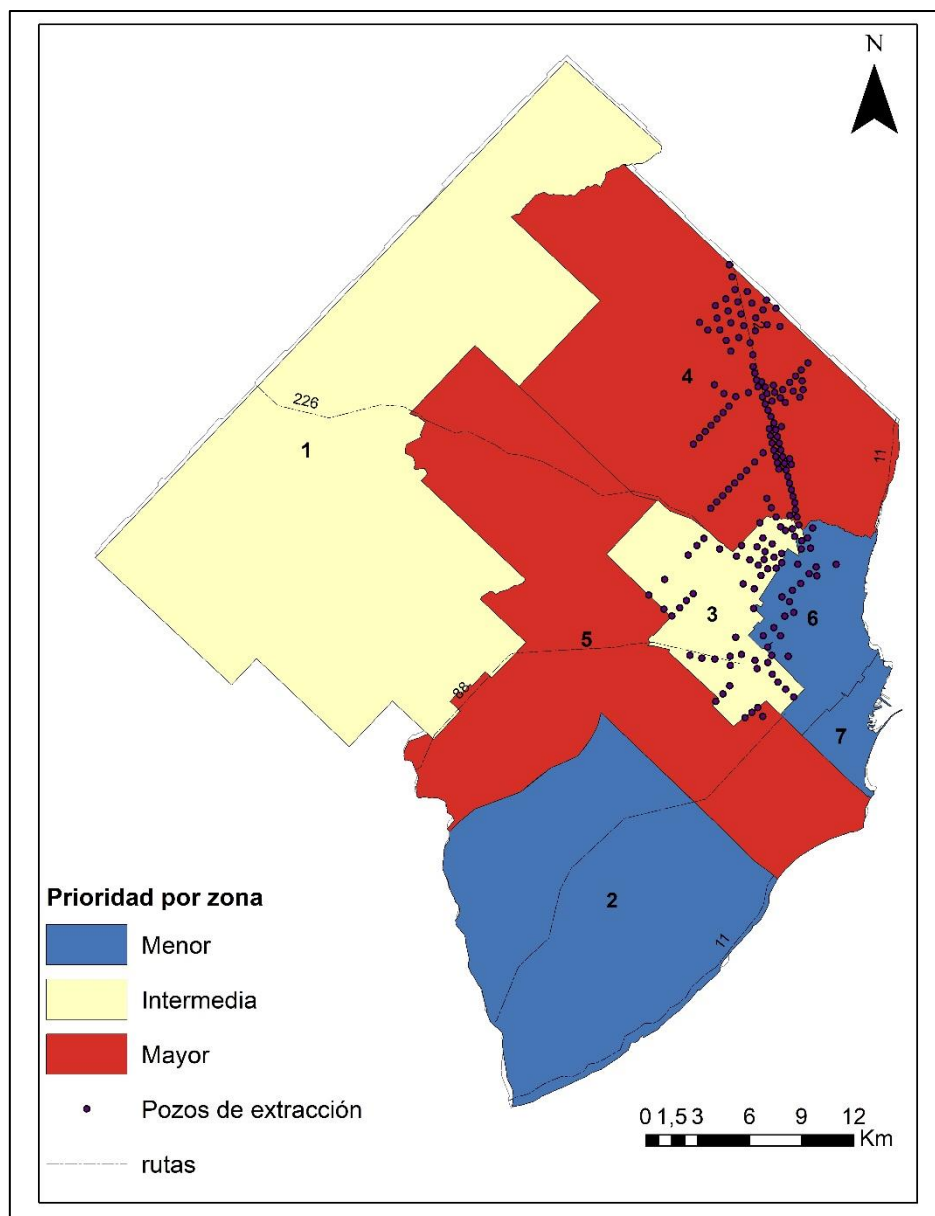 N
226
1
4
11
3
6
5
88
7
2
11
Prioridad por zona
Menor
Intermedia
Mayor
Pozos de extracción
rutas
0 1,5 3 6 9 12
Km